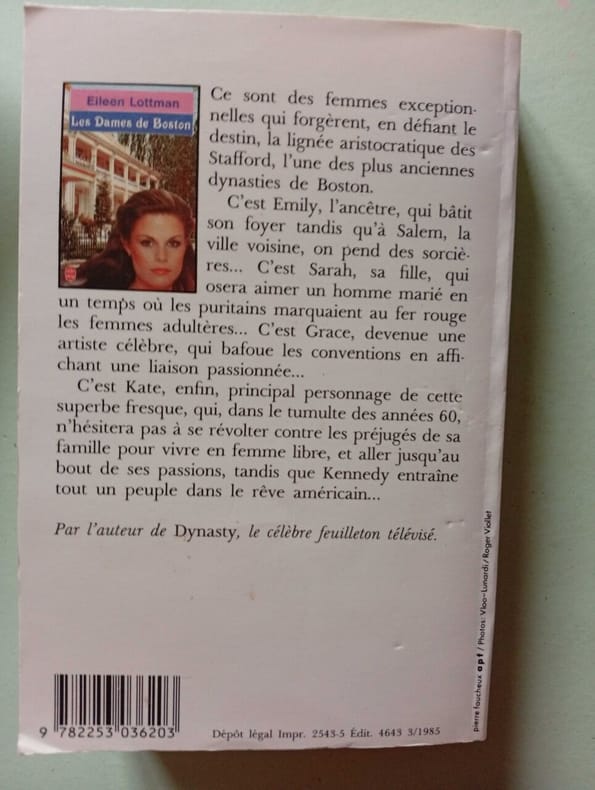 Eileen Lottman
Les Dames de Boston
Ce sont des femmes exception-
nelles qui forgèrent, en défiant le
destin, la lignée aristocratique des
Stafford, l'une des plus anciennes
dynasties de Boston.
C'est Emily, l'ancêtre, qui bâtit
son foyer tandis qu'à Salem, la
ville voisine, on pend des sorciè-
res... C'est Sarah, sa fille, qui
osera aimer un homme marié en
un temps où les puritains marquaient au fer rouge
les femmes adultères... C'est Grace, devenue une
artiste célèbre, qui bafoue les conventions en affi-
chant une liaison passionnée...
C'est Kate, enfin, principal personnage de cette
superbe fresque, qui, dans le tumulte des années 60,
n'hésitera pas à se révolter contre les préjugés de sa
famille pour vivre en femme libre, et aller jusqu'au
bout de ses passions, tandis que Kennedy entraîne
tout un peuple dans le rêve américain...
Par l'auteur de Dynasty, le célèbre feuilleton télévisé.
pierre faucheux apf / Photos: Vloo-Lunardi / Roger Viollet
9 782253 036203
Dépôt légal Impr. 2543-5 Édit. 4643 3/1985